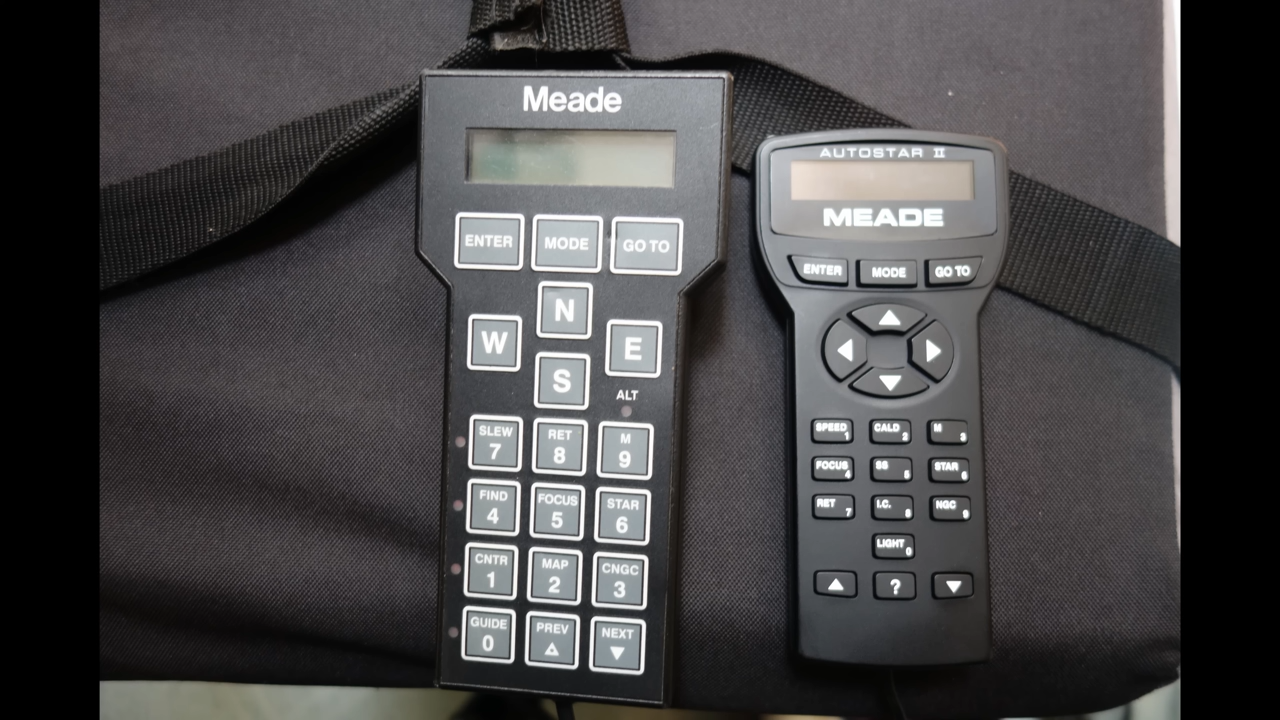 Meade
ENTER MODE GO TO
N
W E
S
ALT
SLEW 7 RET 8 M 9
FIND 4 FOCUS 5 STAR 6
CNTR 1 MAP 2 CNGC 3
GUIDE 0 PREV NEXT
AUTOSTAR II
MEADE
ENTER MODE GO TO
SPEED 1 CALD 2 M 3
FOCUS 4 SS 5 STAR 6
RET 7 I.C. 8 NGC 9
LIGHT 0
?